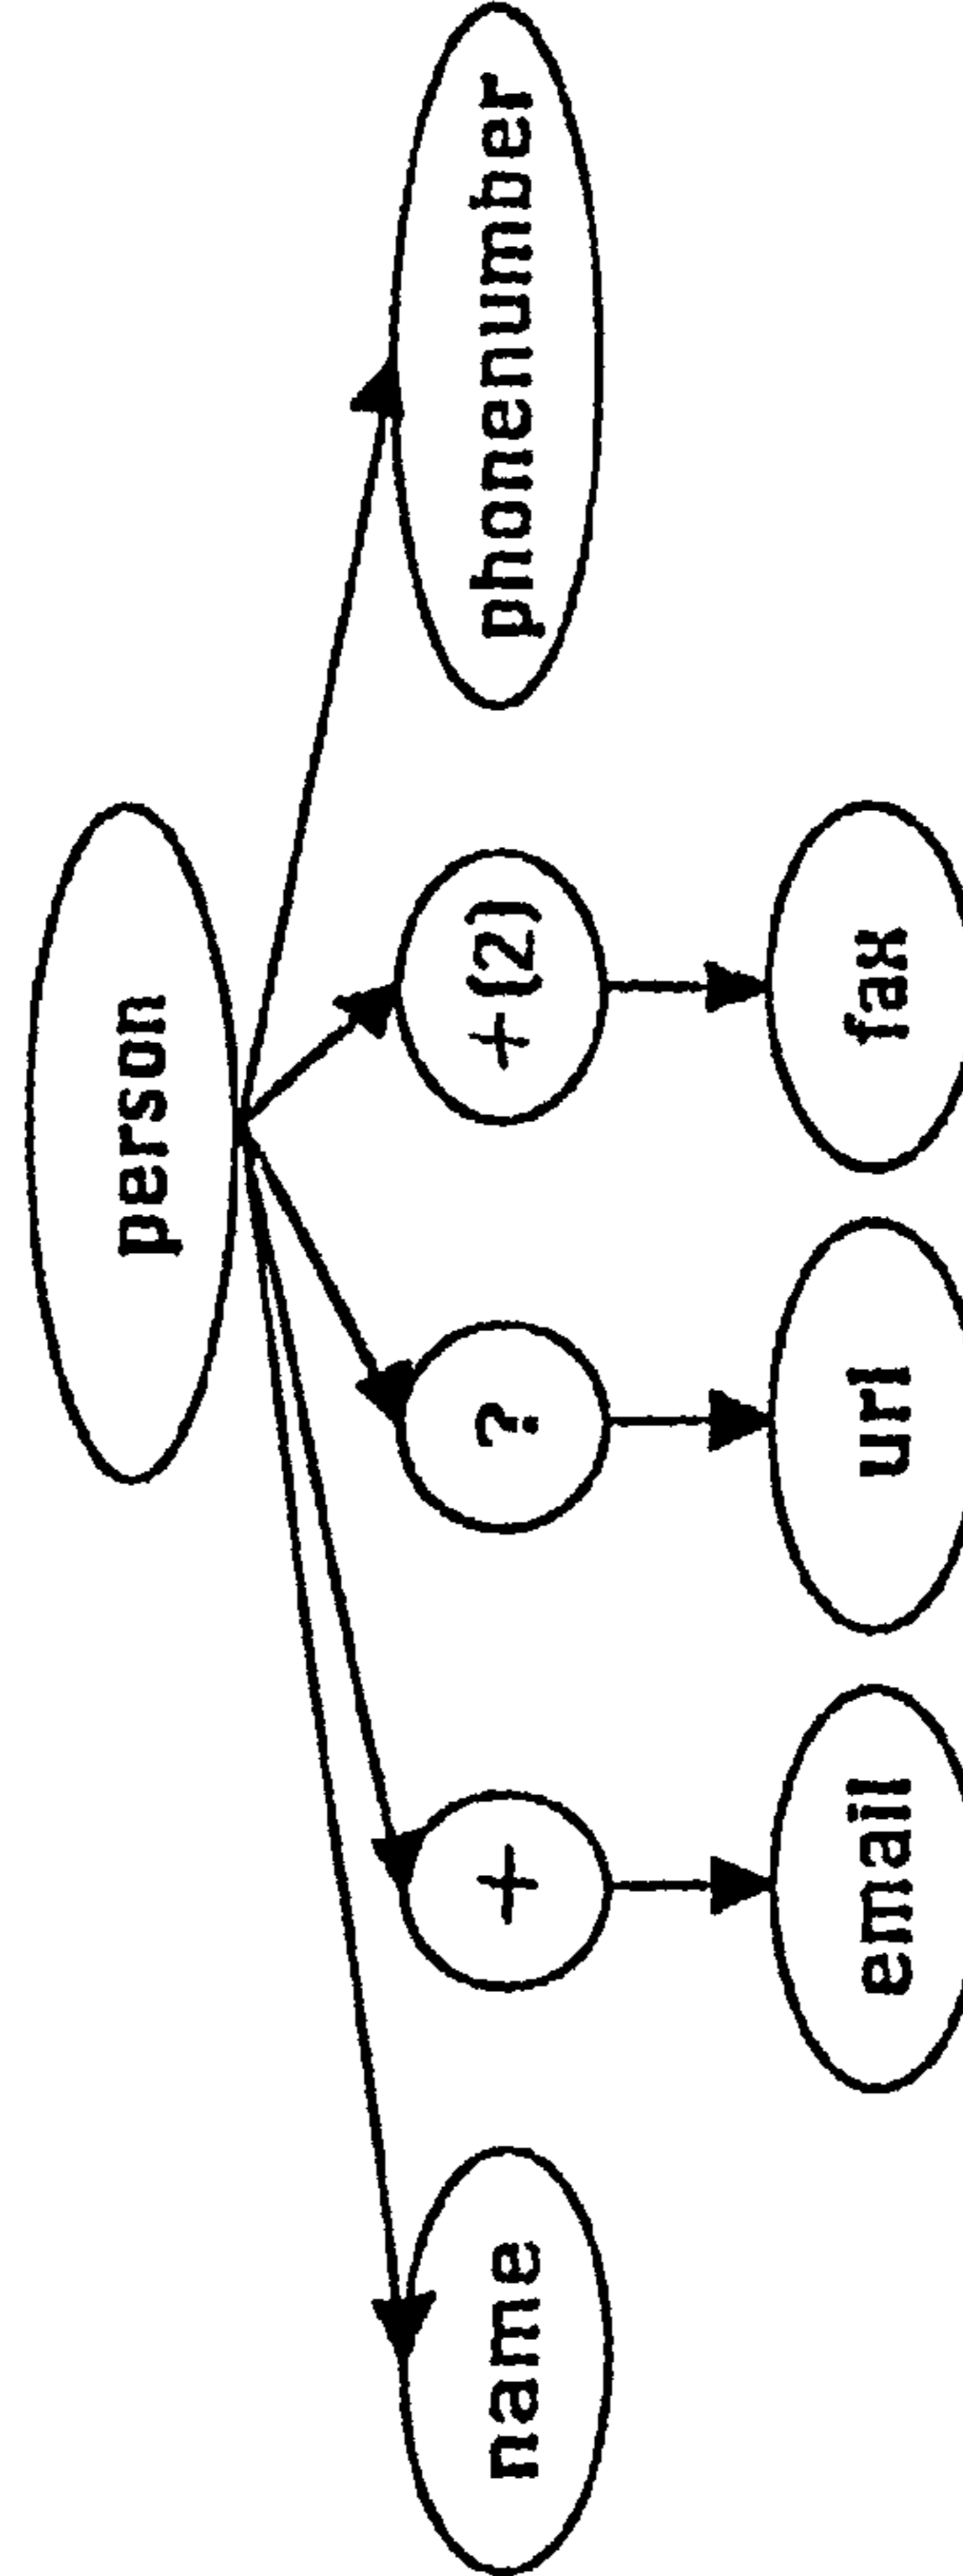 person
name
+
?
+(2)
phonenumber
email
url
fax